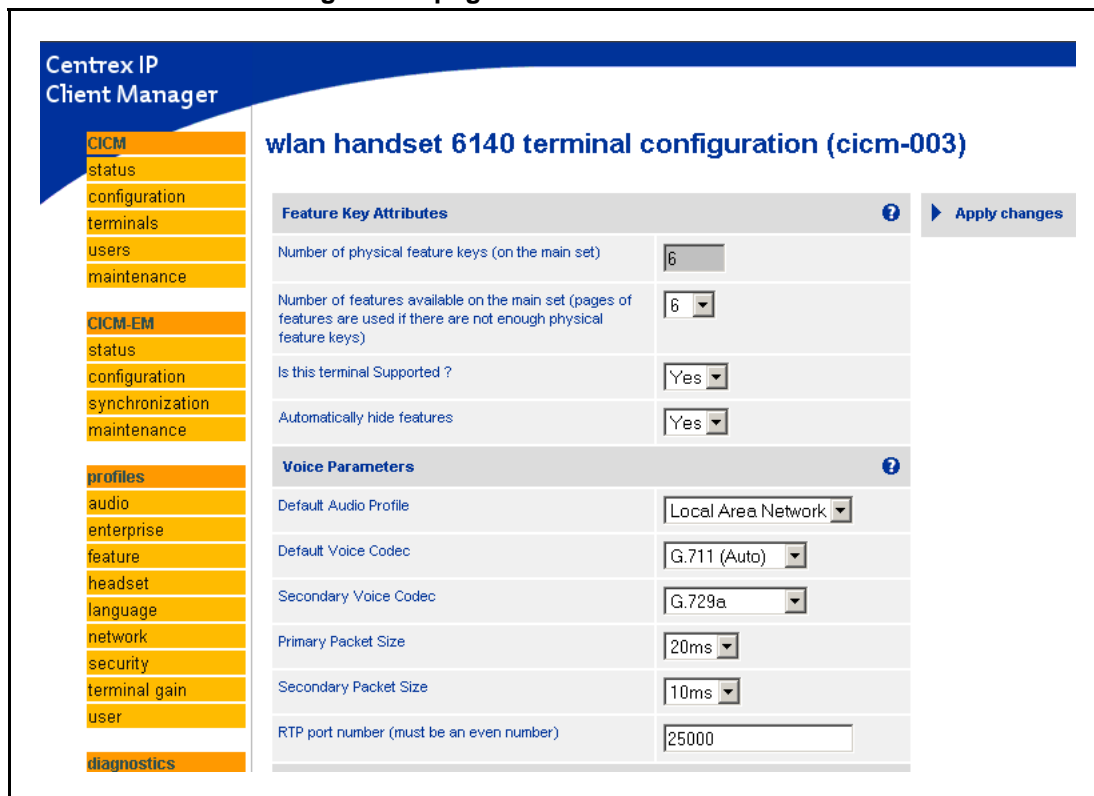 Centrex IP
Client Manager
CICM
status
configuration
terminals
users
maintenance
CICM-EM
status
configuration
synchronization
maintenance
profiles
audio
enterprise
feature
headset
language
network
security
terminal gain
user
diagnostics
wlan handset 6140 terminal configuration (cicm-003)
Feature Key Attributes ?
Apply changes
Number of physical feature keys (on the main set) 6
Number of features available on the main set (pages of
features are used if there are not enough physical
feature keys) 6
Is this terminal Supported ? Yes
Automatically hide features Yes
Voice Parameters ?
Default Audio Profile Local Area Network
Default Voice Codec G.711 (Auto)
Secondary Voice Codec G.729a
Primary Packet Size 20ms
Secondary Packet Size 10ms
RTP port number (must be an even number) 25000